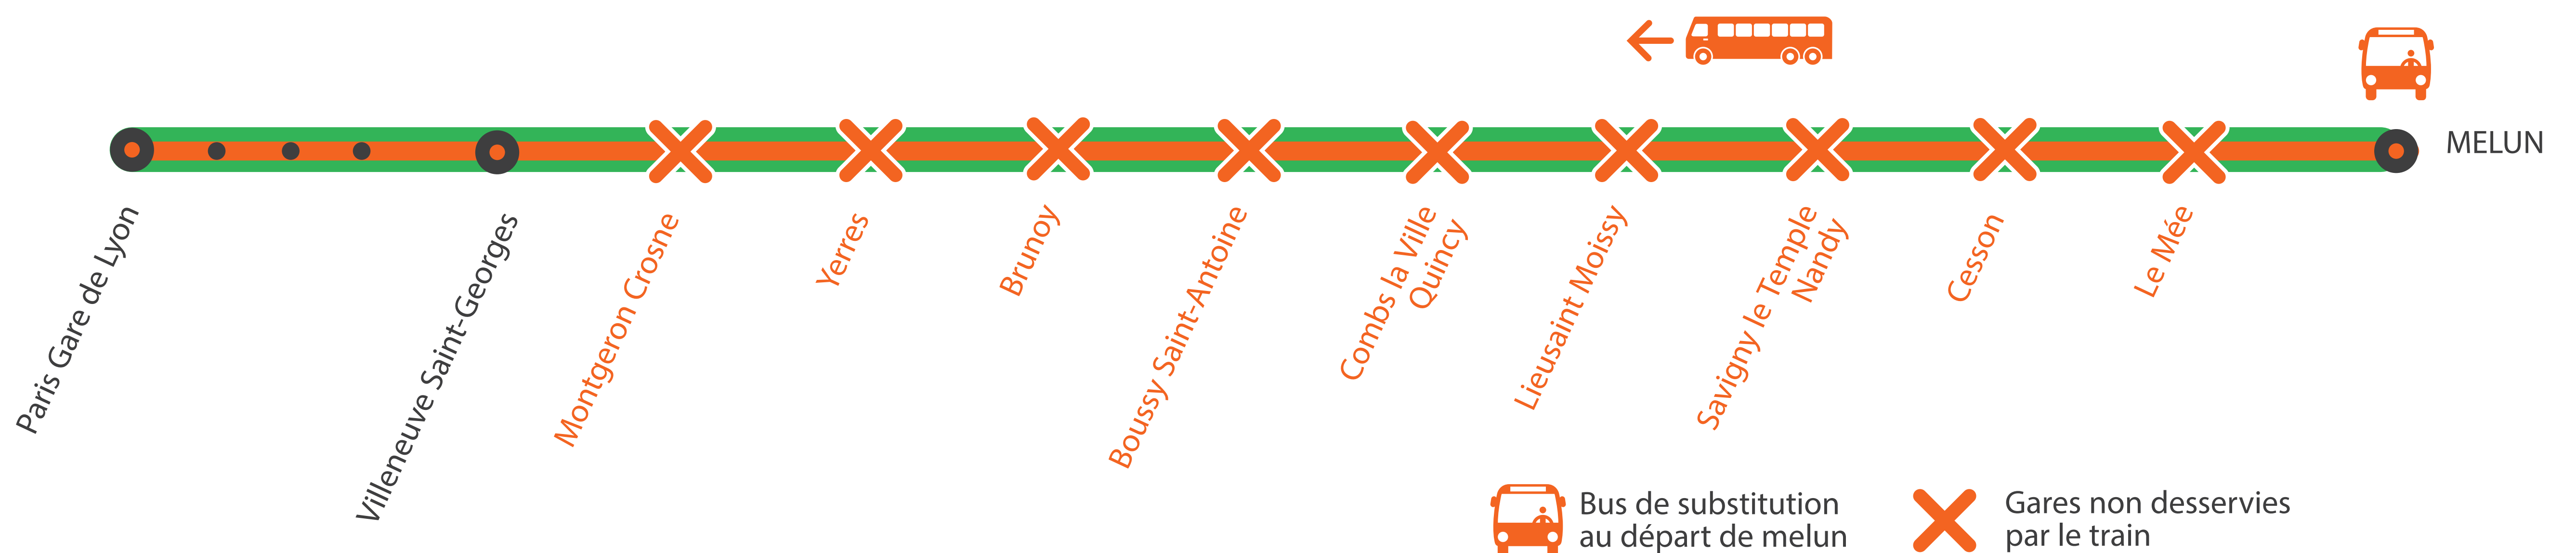 MELUN
Paris Gare de Lyon
Villeneuve Saint-Georges
Montgeron Crosne
Yerres
Brunoy
Boussy Saint-Antoine
Combs la Ville
Quincy
Lieusaint Moissy
Savigny le Temple
Nandy
Cesson
Le Mée
Bus de substitution
au départ de melun
Gares non desservies
par le train